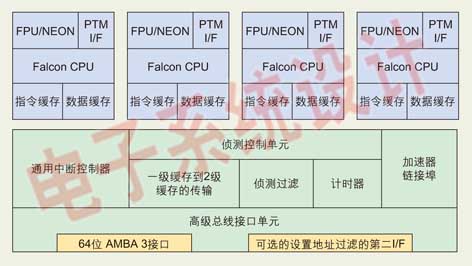 FPU/NEON
PTM
I/F
Falcon CPU
指令缓存
数据缓存
FPU/NEON
PTM
I/F
Falcon CPU
指令缓存
数据缓存
FPU/NEON
PTM
I/F
Falcon CPU
指令缓存
数据缓存
FPU/NEON
PTM
I/F
Falcon CPU
指令缓存
数据缓存
通用中断控制器
侦测控制单元
一级缓存到2级
缓存的传输
侦测过滤
计时器
加速器
链接埠
高级总线接口单元
64位 AMBA 3接口
可选的设置地址过滤的第二I/F
电子系统设计